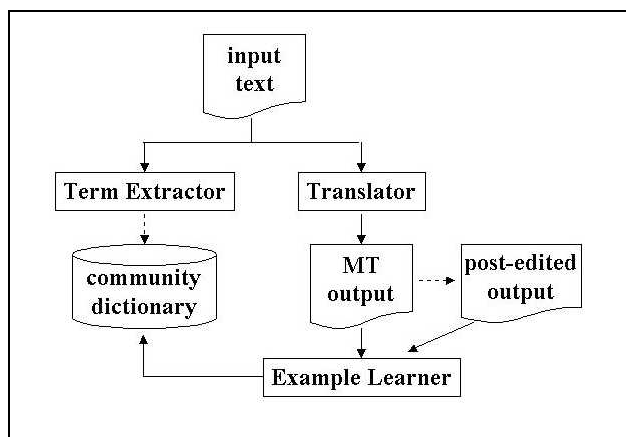 input
text
Term Extractor
Translator
community
dictionary
MT
output
post-edited
output
Example Learner